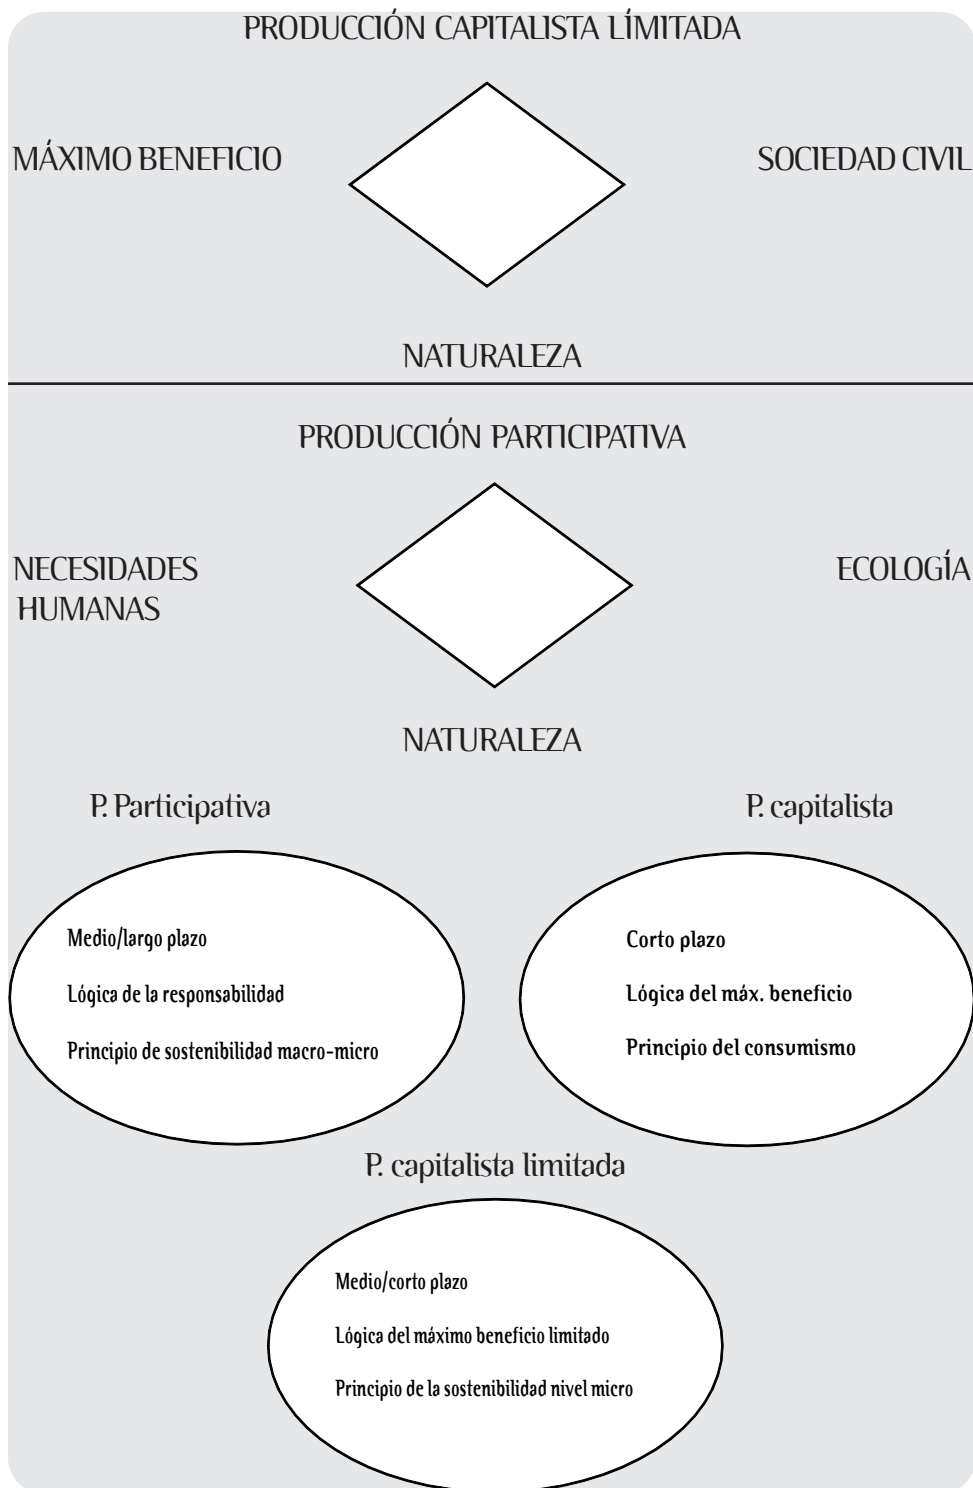 PRODUCCIÓN CAPITALISTA LÍMITADA
MÁXIMO BENEFICIO
SOCIEDAD CIVIL
NATURALEZA
PRODUCCIÓN PARTICIPATIVA
NECESIDADES
HUMANAS
ECOLOGÍA
NATURALEZA
P. Participativa
P. capitalista
Medio/largo plazo
Lógica de la responsabilidad
Principio de sostenibilidad macro-micro
Corto plazo
Lógica del máx. beneficio
Principio del consumismo
P. capitalista limitada
Medio/corto plazo
Lógica del máximo beneficio limitado
Principio de la sostenibilidad nivel micro